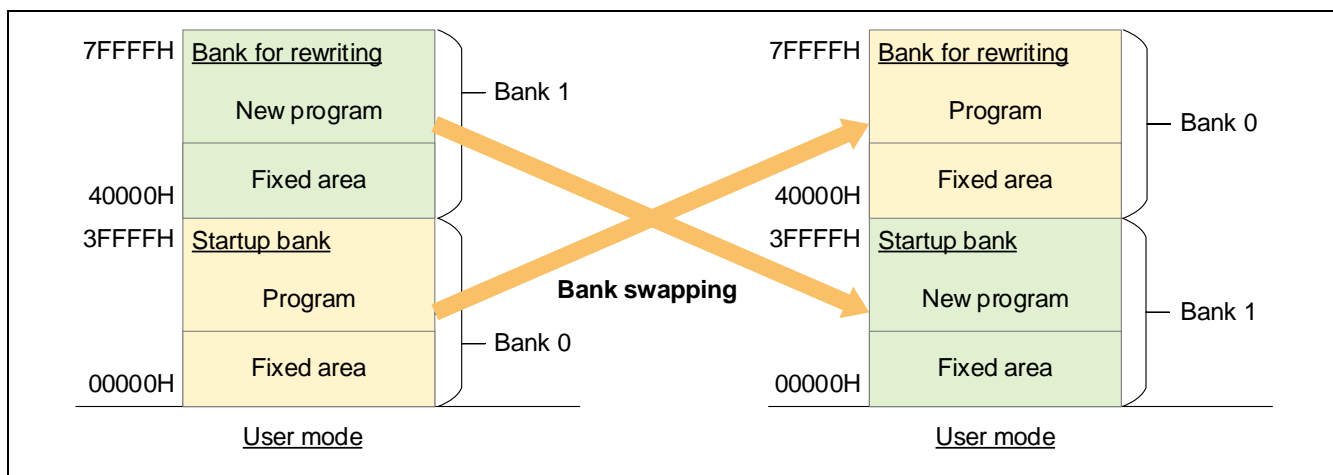 7FFFFH
Bank for rewriting
New program
Bank 1
Fixed area
40000H
3FFFFH
Startup bank
Program
Bank 0
Fixed area
00000H
User mode
Bank swapping
7FFFFH
Bank for rewriting
Program
Bank 0
Fixed area
40000H
3FFFFH
Startup bank
New program
Bank 1
Fixed area
00000H
User mode